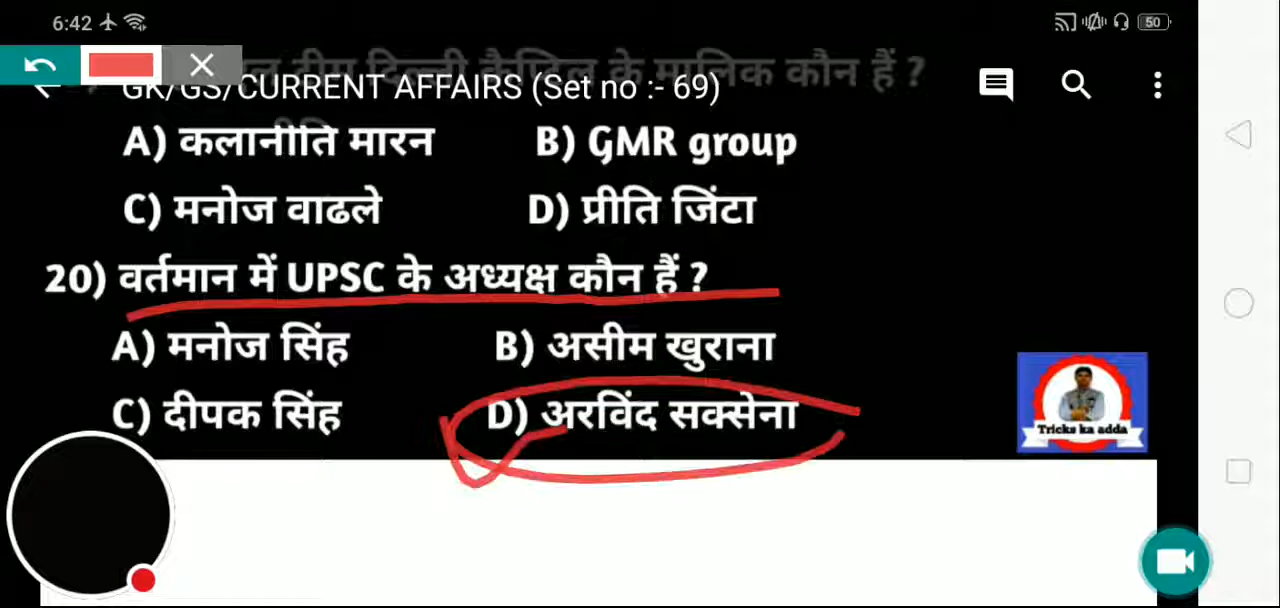 6:42
50
के मालिक कौन हैं ?
GK/GS/CURRENT AFFAIRS (Set no :- 69)
A) कलानीति मारन B) GMR group
C) मनोज वाढले D) प्रीति जिंटा
20) वर्तमान में UPSC के अध्यक्ष कौन हैं ?
A) मनोज सिंह B) असीम खुराना
C) दीपक सिंह D) अरविंद सक्सेना
Tricks ka adda